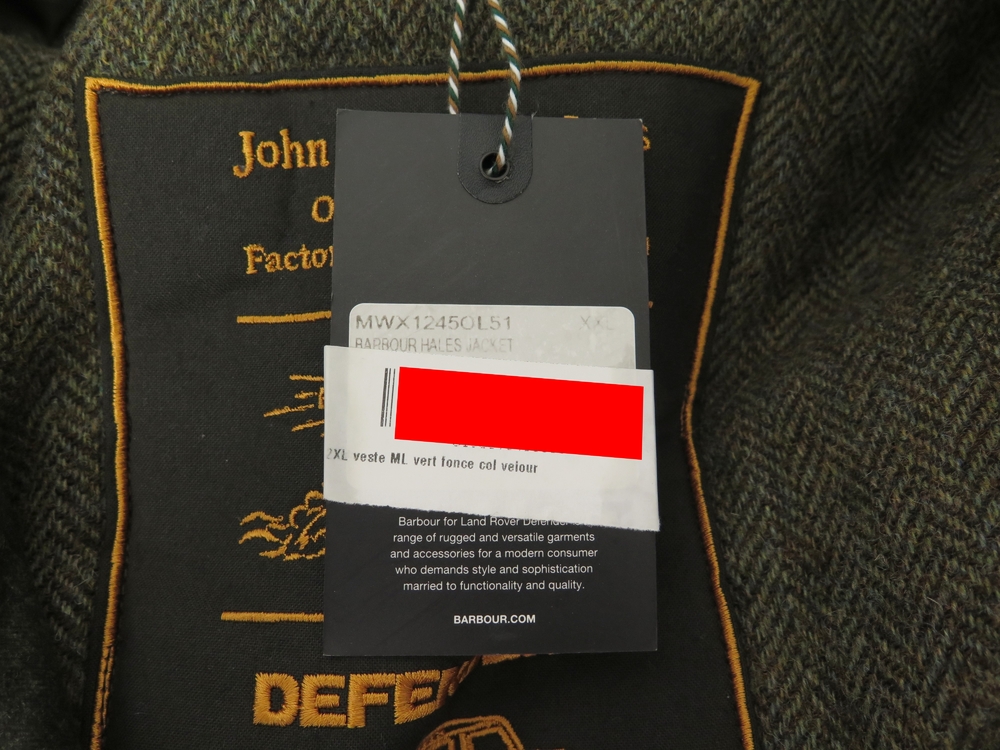 John
Factor
MWX1245OL51 XXL
BARBOUR HALES JACKET
2XL veste ML vert fonce col velour
Barbour for Land Rover Defender
range of rugged and versatile garments
and accessories for a modern consumer
who demands style and sophistication
married to functionality and quality.
BARBOUR.COM
DEFE